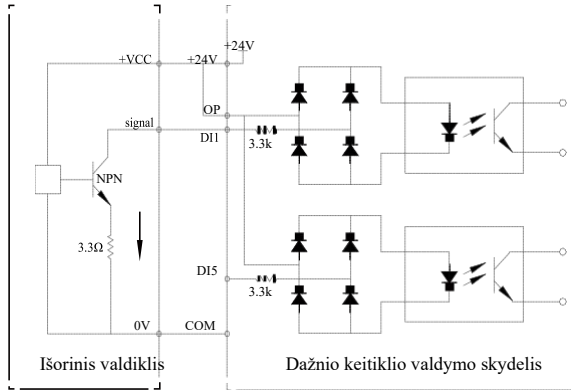 +24V
+VCC +24V
OP
signal DI1
3.3k
NPN
3.3Ω
DI5
3.3k
0V COM
Išorinis valdiklis Dažnio keitiklio valdymo skydelis